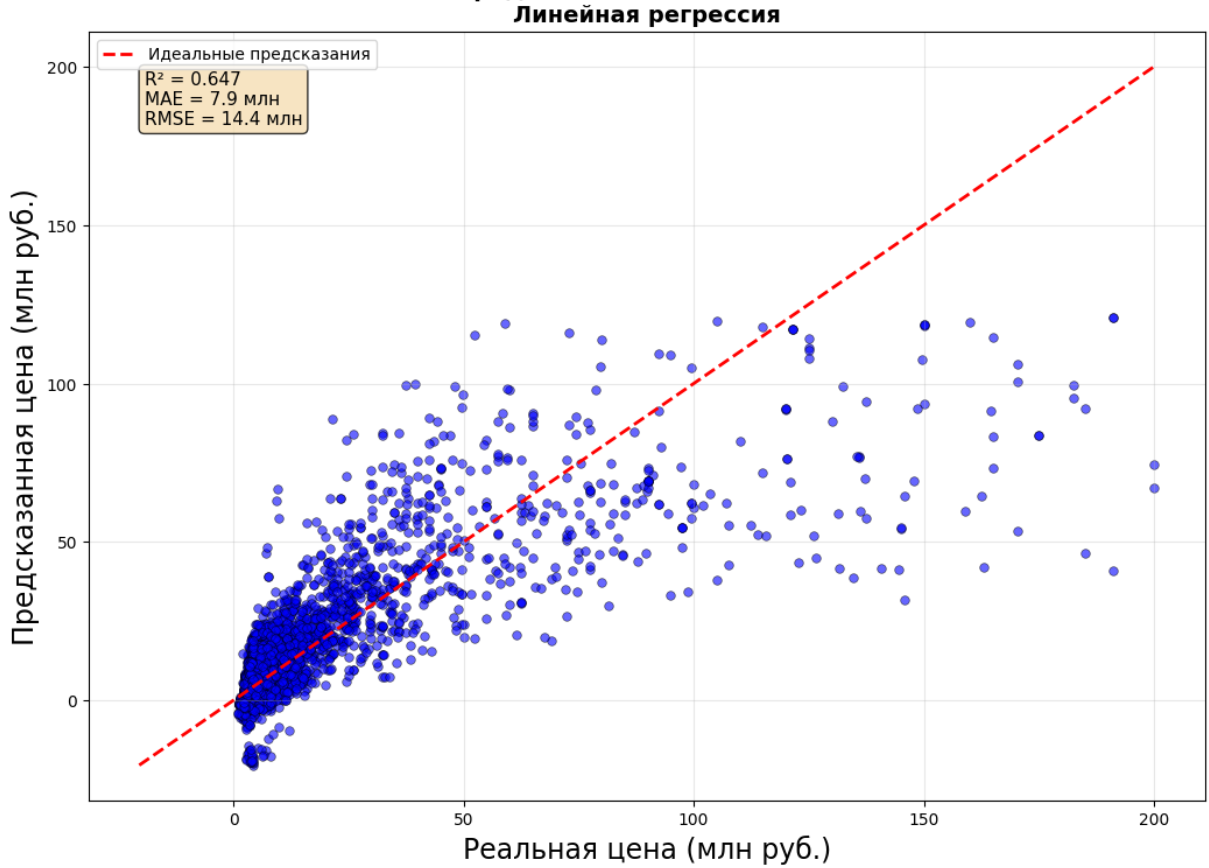 Линейная регрессия
Идеальные предсказания
R² = 0.647
MAE = 7.9 млн
RMSE = 14.4 млн
Предсказанная цена (млн руб.)
200
150
100
50
0
0 50 100 150 200
Реальная цена (млн руб.)